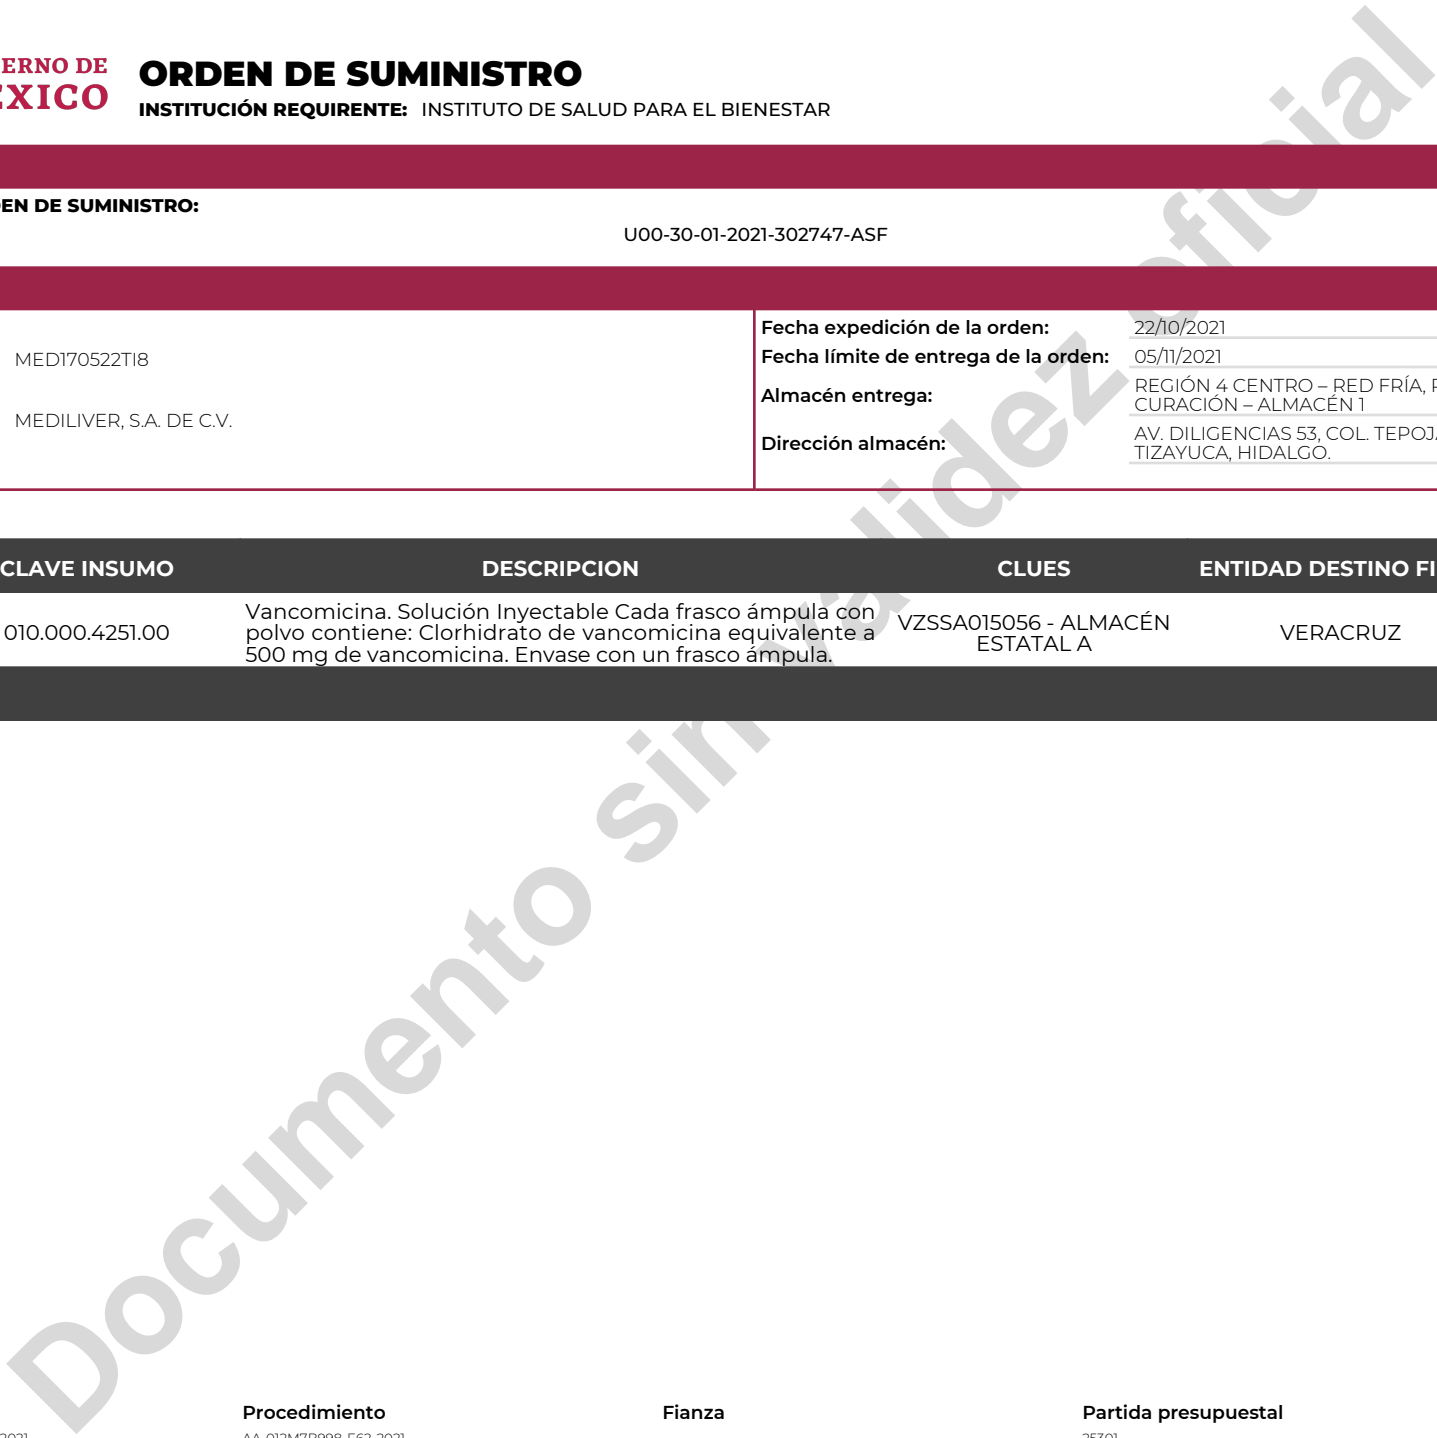 ERNO DE
EXICO
ORDEN DE SUMINISTRO
INSTITUCIÓN REQUIRENTE: INSTITUTO DE SALUD PARA EL BIENESTAR
EN DE SUMINISTRO:
U00-30-01-2021-302747-ASF
MED170522TI8
MEDILIVER, S.A. DE C.V.
Fecha expedición de la orden: 22/10/2021
Fecha límite de entrega de la orden: 05/11/2021
Almacén entrega: REGIÓN 4 CENTRO – RED FRÍA,
CURACIÓN – ALMACÉN 1
Dirección almacén: AV. DILIGENCIAS 53, COL. TEPOJA
TIZAYUCA, HIDALGO.
CLAVE INSUMO DESCRIPCION CLUES ENTIDAD DESTINO FI
010.000.4251.00
Vancomicina. Solución Inyectable Cada frasco ámpula con
polvo contiene: Clorhidrato de vancomicina equivalente a
500 mg de vancomicina. Envase con un frasco ámpula.
VZSSA015056 - ALMACÉN
ESTATAL A
VERACRUZ
Documento sin validez oficial
Procedimiento Fianza Partida presupuestal